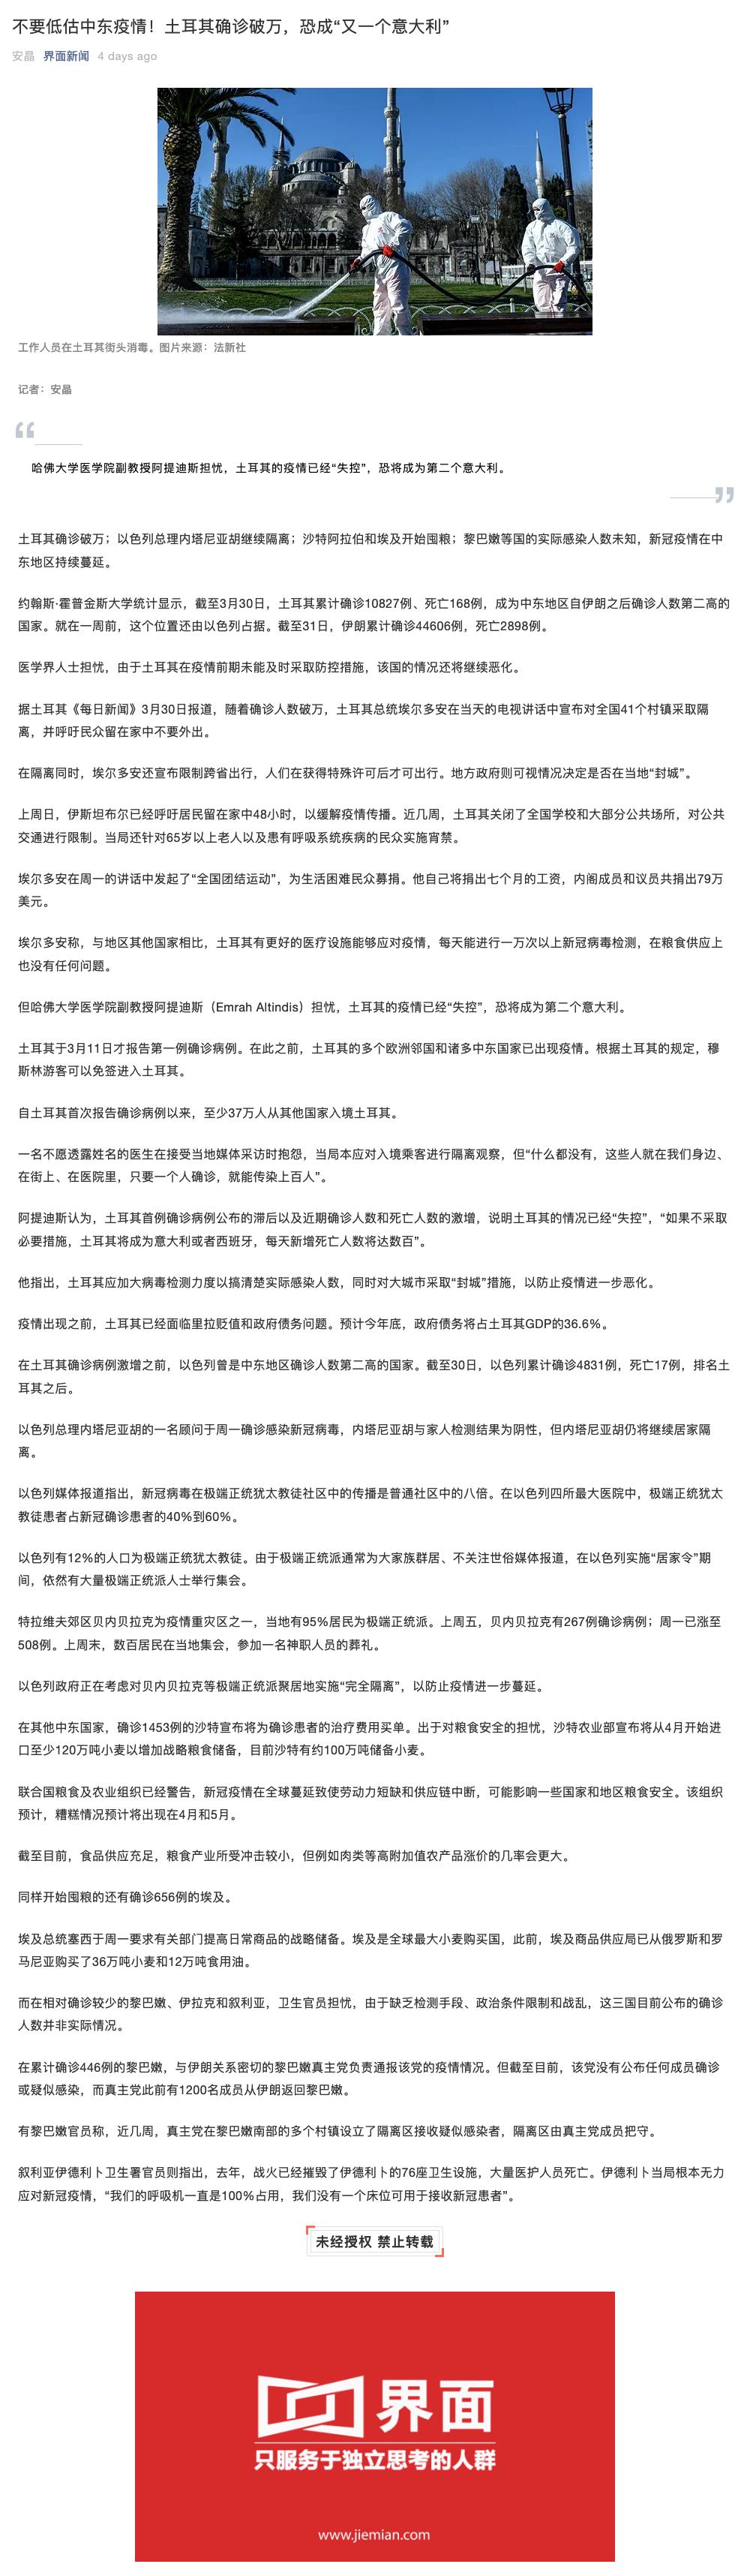 不要低估中东疫情！土耳其确诊破万，恐成“又一个意大利”
安晶 界面新闻 4 days ago
工作人员在土耳其街头消毒。图片来源：法新社
记者：安晶
“
哈佛大学医学院副教授阿提迪斯担忧，土耳其的疫情已经“失控”，恐将成为第二个意大利。
”
土耳其确诊破万；以色列总理内塔尼亚胡继续隔离；沙特阿拉伯和埃及开始囤粮；黎巴嫩等国的实际感染人数未知，新冠疫情在中
东地区持续蔓延。
约翰斯·霍普金斯大学统计显示，截至3月30日，土耳其累计确诊10827例、死亡168例，成为中东地区自伊朗之后确诊人数第二高的
国家。就在一周前，这个位置还由以色列占据。截至31日，伊朗累计确诊44606例，死亡2898例。
医学界人士担忧，由于土耳其在疫情前期未能及时采取防控措施，该国的情况还将继续恶化。
据土耳其《每日新闻》3月30日报道，随着确诊人数破万，土耳其总统埃尔多安在当天的电视讲话中宣布对全国41个村镇采取隔
离，并呼吁民众留在家中不要外出。
在隔离同时，埃尔多安还宣布限制跨省出行，人们在获得特殊许可后才可出行。地方政府则可视情况决定是否在当地“封城”。
上周日，伊斯坦布尔已经呼吁居民留在家中48小时，以缓解疫情传播。近几周，土耳其关闭了全国学校和大部分公共场所，对公共
交通进行限制。当局还针对65岁以上老人以及患有呼吸系统疾病的民众实施宵禁。
埃尔多安在周一的讲话中发起了“全国团结运动”，为生活困难民众募捐。他自己将捐出七个月的工资，内阁成员和议员共捐出79万
美元。
埃尔多安称，与地区其他国家相比，土耳其有更好的医疗设施能够应对疫情，每天能进行一万次以上新冠病毒检测，在粮食供应上
也没有任何问题。
但哈佛大学医学院副教授阿提迪斯（Emrah Altindis）担忧，土耳其的疫情已经“失控”，恐将成为第二个意大利。
土耳其于3月11日才报告第一例确诊病例。在此之前，土耳其的多个欧洲邻国和诸多中东国家已出现疫情。根据土耳其的规定，穆
斯林游客可以免签进入土耳其。
自土耳其首次报告确诊病例以来，至少37万人从其他国家入境土耳其。
一名不愿透露姓名的医生在接受当地媒体采访时抱怨，当局本应对入境乘客进行隔离观察，但“什么都没有，这些人就在我们身边、
在街上、在医院里，只要一个人确诊，就能传染上百人”。
阿提迪斯认为，土耳其首例确诊病例公布的滞后以及近期确诊人数和死亡人数的激增，说明土耳其的情况已经“失控”，“如果不采取
必要措施，土耳其将成为意大利或者西班牙，每天新增死亡人数将达数百”。
他指出，土耳其应加大病毒检测力度以搞清楚实际感染人数，同时对大城市采取“封城”措施，以防止疫情进一步恶化。
疫情出现之前，土耳其已经面临里拉贬值和政府债务问题。预计今年底，政府债务将占土耳其GDP的36.6%。
在土耳其确诊病例激增之前，以色列曾是中东地区确诊人数第二高的国家。截至30日，以色列累计确诊4831例，死亡17例，排名土
耳其之后。
以色列总理内塔尼亚胡的一名顾问于周一确诊感染新冠病毒，内塔尼亚胡与家人检测结果为阴性，但内塔尼亚胡仍将继续居家隔
离。
以色列媒体报道指出，新冠病毒在极端正统犹太教徒社区中的传播是普通社区中的八倍。在以色列四所最大医院中，极端正统犹太
教徒患者占新冠确诊患者的40%到60%。
以色列有12%的人口为极端正统犹太教徒。由于极端正统派通常为大家族群居、不关注世俗媒体报道，在以色列实施“居家令”期
间，依然有大量极端正统派人士举行集会。
特拉维夫郊区贝内贝拉克为疫情重灾区之一，当地有95%居民为极端正统派。上周五，贝内贝拉克有267例确诊病例；周一已涨至
508例。上周末，数百居民在当地集会，参加一名神职人员的葬礼。
以色列政府正在考虑对贝内贝拉克等极端正统派聚居地实施“完全隔离”，以防止疫情进一步蔓延。
在其他中东国家，确诊1453例的沙特宣布将为确诊患者的治疗费用买单。出于对粮食安全的担忧，沙特农业部宣布将从4月开始进
口至少120万吨小麦以增加战略粮食储备，目前沙特有约100万吨储备小麦。
联合国粮食及农业组织已经警告，新冠疫情在全球蔓延致使劳动力短缺和供应链中断，可能影响一些国家和地区粮食安全。该组织
预计，糟糕情况预计将出现在4月和5月。
截至目前，食品供应充足，粮食产业所受冲击较小，但例如肉类等高附加值农产品涨价的几率会更大。
同样开始囤粮的还有确诊656例的埃及。
埃及总统塞西于周一要求有关部门提高日常商品的战略储备。埃及是全球最大小麦购买国，此前，埃及商品供应局已从俄罗斯和罗
马尼亚购买了36万吨小麦和12万吨食用油。
而在相对确诊较少的黎巴嫩、伊拉克和叙利亚，卫生官员担忧，由于缺乏检测手段、政治条件限制和战乱，这三国目前公布的确诊
人数并非实际情况。
在累计确诊446例的黎巴嫩，与伊朗关系密切的黎巴嫩真主党负责通报该党的疫情情况。但截至目前，该党没有公布任何成员确诊
或疑似感染，而真主党此前有1200名成员从伊朗返回黎巴嫩。
有黎巴嫩官员称，近几周，真主党在黎巴嫩南部的多个村镇设立了隔离区接收疑似感染者，隔离区由真主党成员把守。
叙利亚伊德利卜卫生署官员则指出，去年，战火已经摧毁了伊德利卜的76座卫生设施，大量医护人员死亡。伊德利卜当局根本无力
应对新冠疫情，“我们的呼吸机一直是100%占用，我们没有一个床位可用于接收新冠患者”。
未经授权 禁止转载
界面
只服务于独立思考的人群
www.jiemian.com